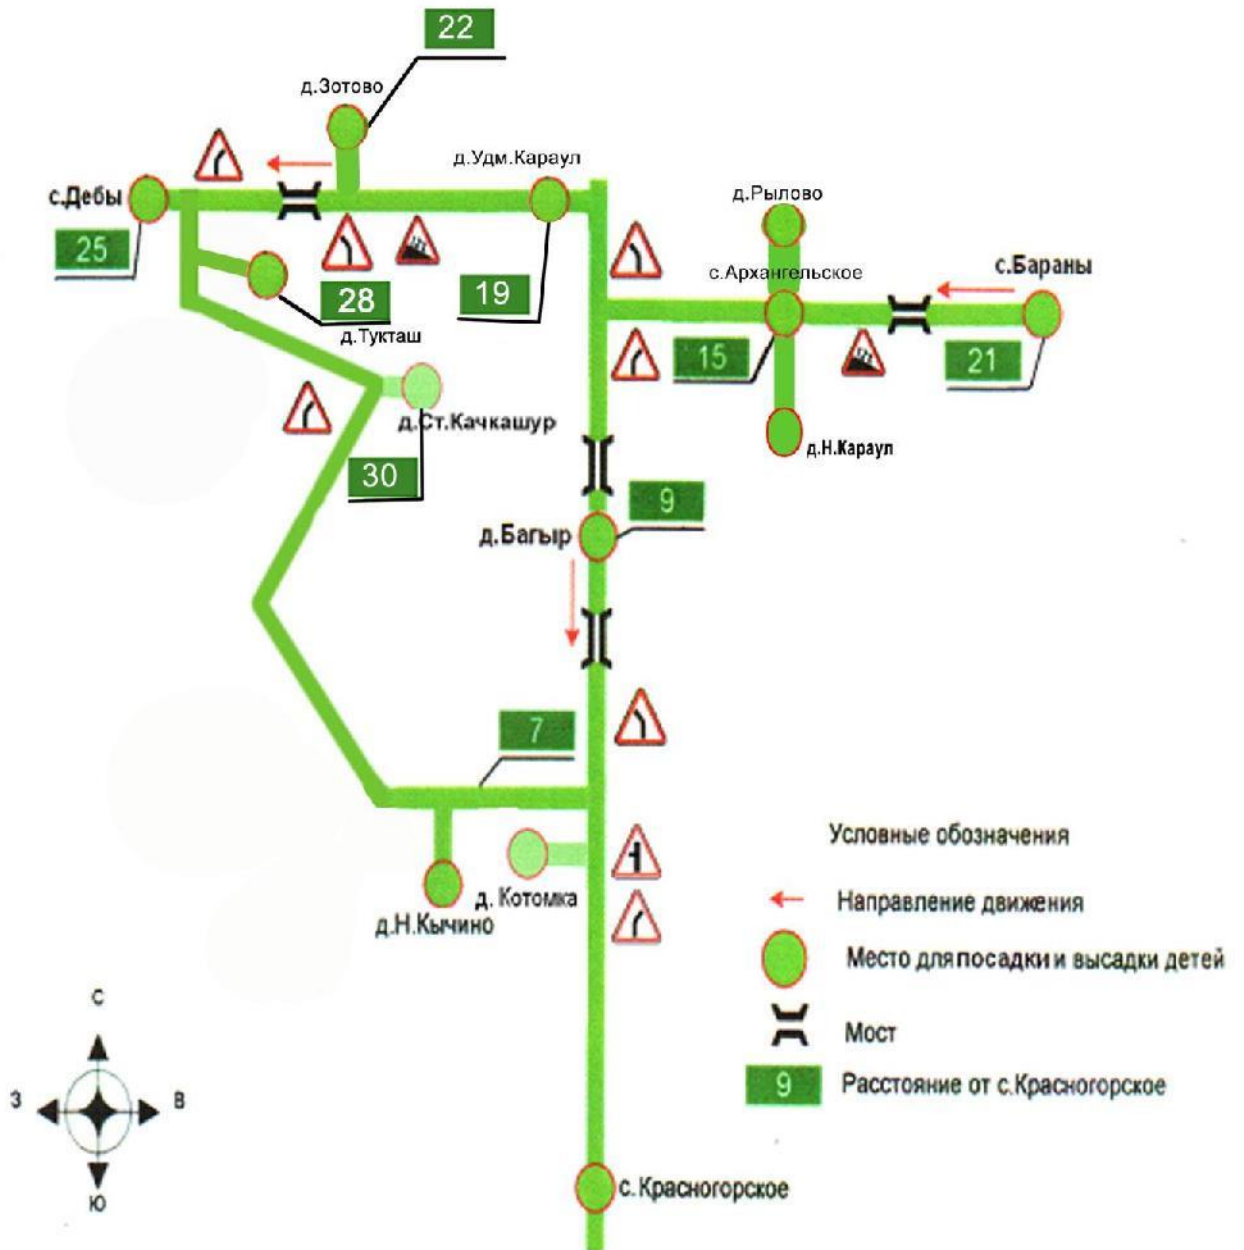 22
д.Зотово
д.Удм.Караул
с.Дебы
д.Рылово
25
с.Архангельское
с.Бараны
28
19
д.Тукташ
15
21
д.Ст.Качкашур
д.Н.Караул
30
9
д.Багыр
7
Условные обозначения
д. Котомка
д.Н.Кычино
Направление движения
Место для посадки и высадки детей
Мост
9
Расстояние от с.Красногорское
С
З
В
Ю
с.Красногорское